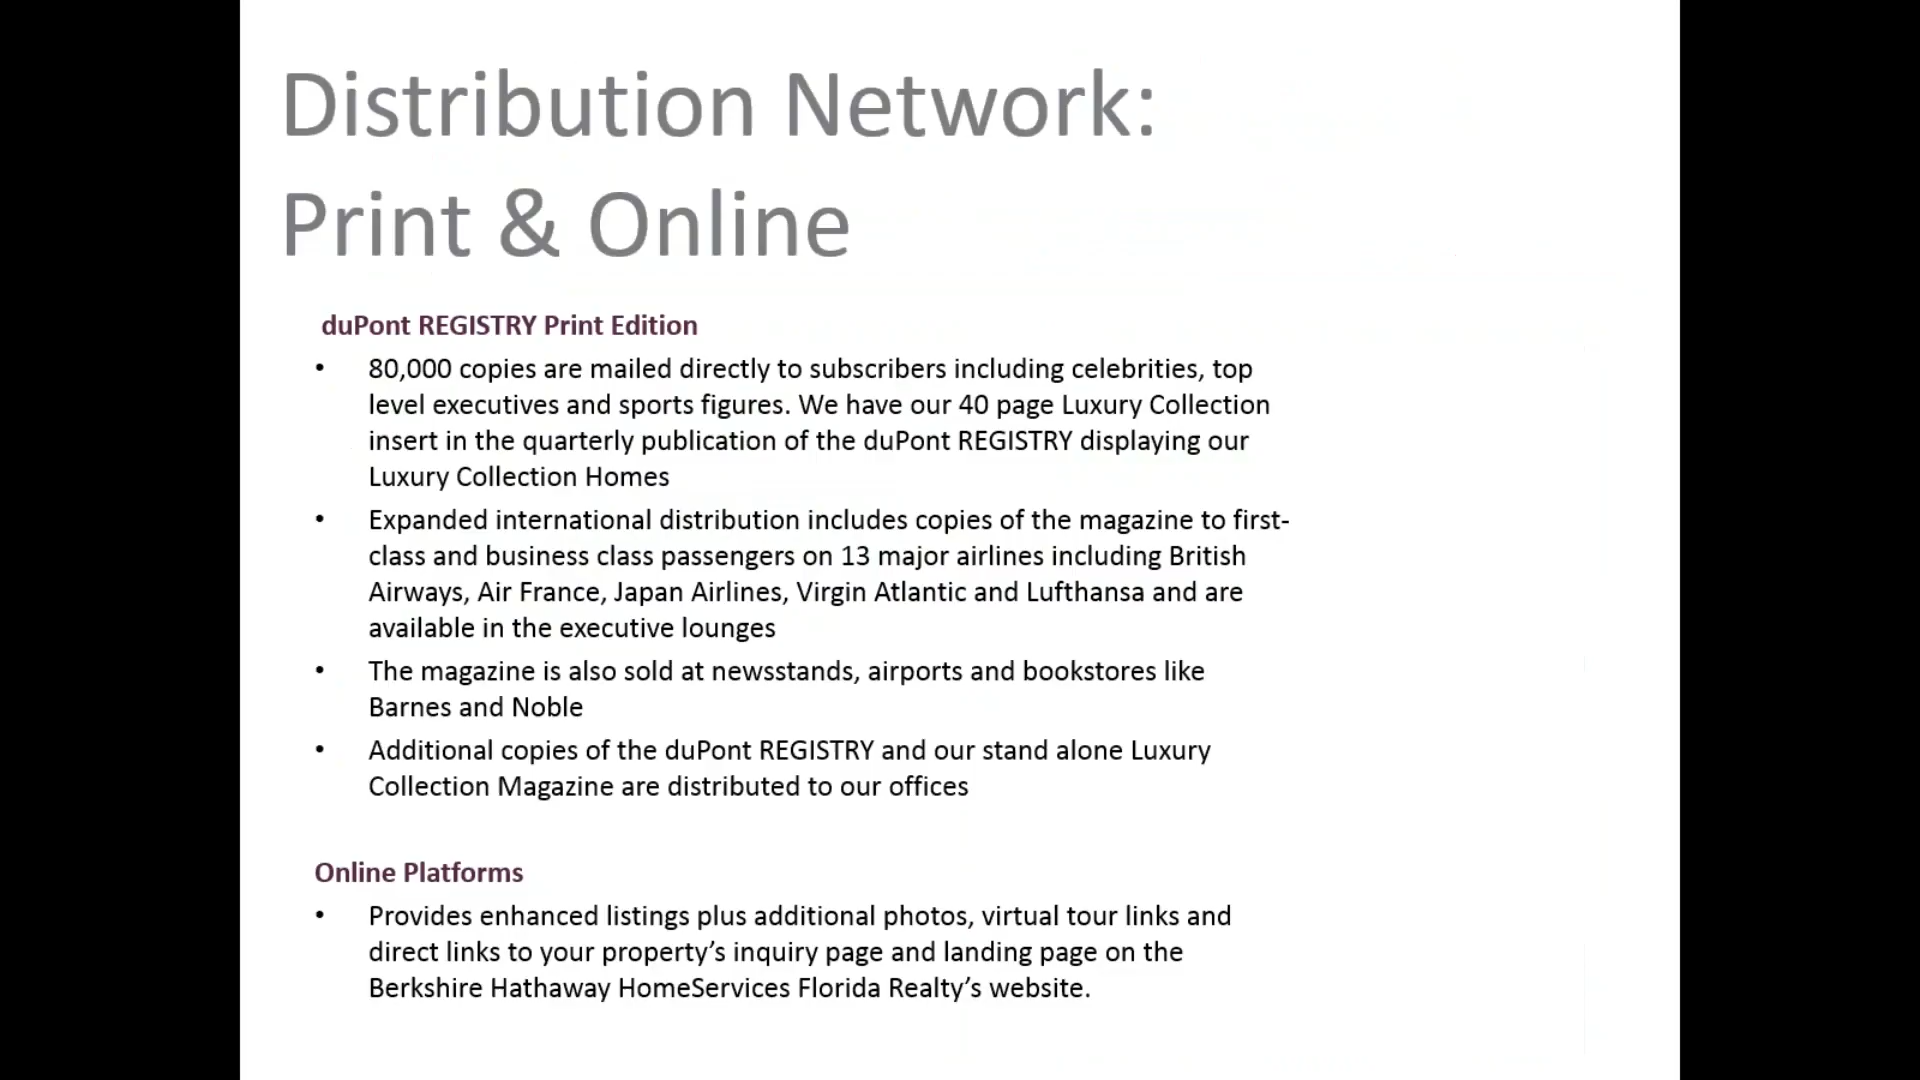 Distribution Network:
Print & Online
duPont REGISTRY Print Edition
• 80,000 copies are mailed directly to subscribers including celebrities, top
level executives and sports figures. We have our 40 page Luxury Collection
insert in the quarterly publication of the duPont REGISTRY displaying our
Luxury Collection Homes
• Expanded international distribution includes copies of the magazine to first-
class and business class passengers on 13 major airlines including British
Airways, Air France, Japan Airlines, Virgin Atlantic and Lufthansa and are
available in the executive lounges
• The magazine is also sold at newsstands, airports and bookstores like
Barnes and Noble
• Additional copies of the duPont REGISTRY and our stand alone Luxury
Collection Magazine are distributed to our offices
Online Platforms
• Provides enhanced listings plus additional photos, virtual tour links and
direct links to your property’s inquiry page and landing page on the
Berkshire Hathaway HomeServices Florida Realty’s website.